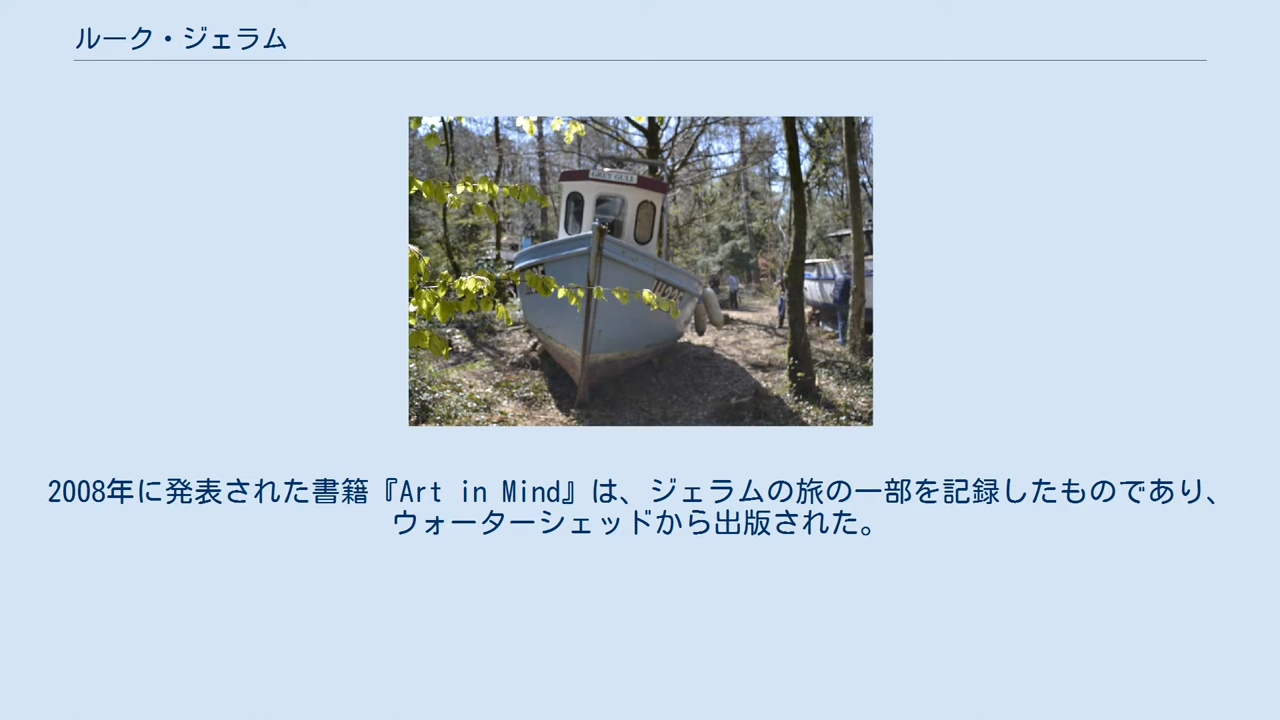 ルーク・ジェラム
GREY GULL
2008年に発表された書籍『Art in Mind』は、ジェラムの旅の一部を記録したものであり、
ウォーターシェッドから出版された。